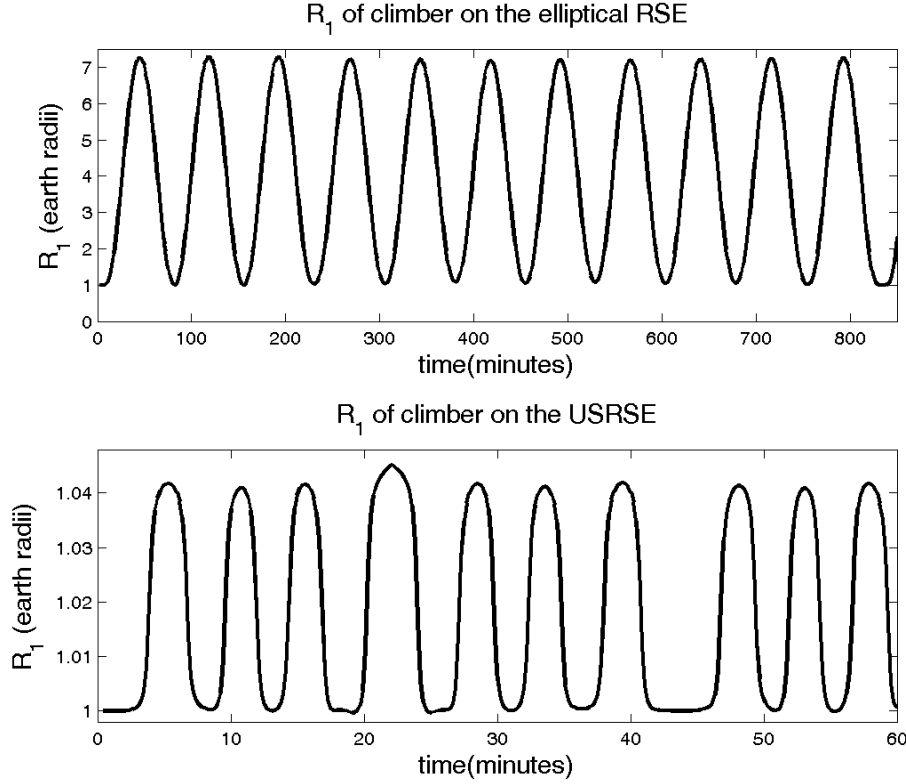 R1 of climber on the elliptical RSE
7
6
5
4
3
2
1
0
R1 (earth radii)
0 100 200 300 400 500 600 700 800
time(minutes)
R1 of climber on the USRSE
1.04
1.03
1.02
1.01
1
R1 (earth radii)
0 10 20 30 40 50 60
time(minutes)